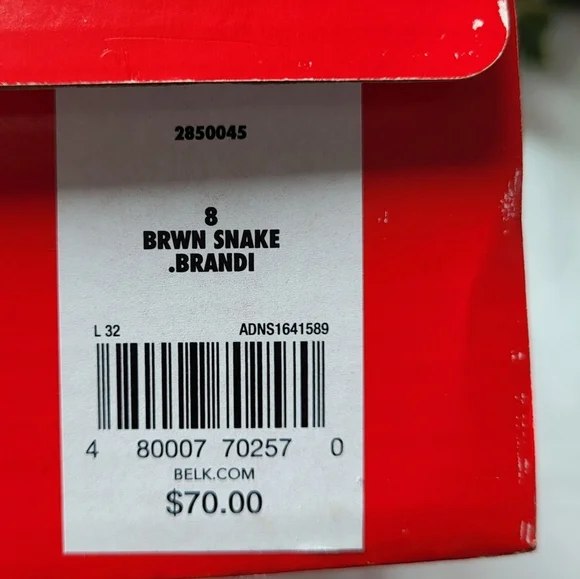 2850045
8
BRWN SNAKE
.BRANDI
L 32 ADNS1641589
4 80007 70257 0
BELK.COM
$70.00